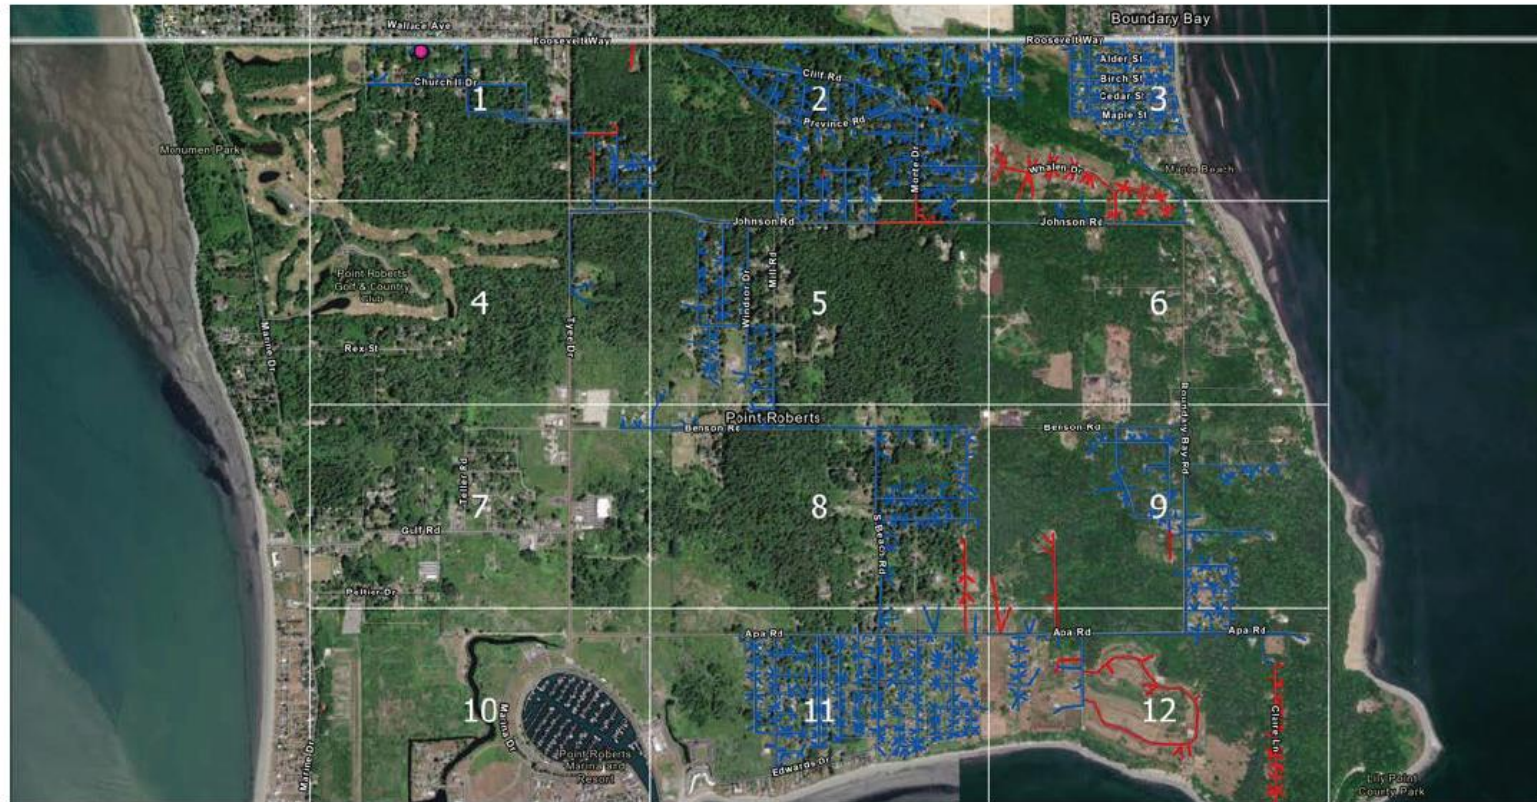 Boundary Bay
Wallace Ave
Roosevelt Way
Roosevelt Way
Alder St
Cliff Rd
Birch St
Churchill Dr
1
2
Cedar St
3
Maple St
Province Rd
Monumen Park
Monte Dr
Whalen Dr
Maple Beach
Johnson Rd
Johnson Rd
Point Roberts
Golf & Country
Club
4
Windsor Dr
Mill Rd
5
6
Marine Dr
Tyee Dr
Rex St
Boundary Bay Rd
Point Roberts
Benson Rd
Benson Rd
Teller Rd
7
8
9
Gulf Rd
S Beach Rd
Peltier Dr
Apa Rd
Apa Rd
Apa Rd
10
11
12
Marina Dr
Claire Ln
Marine Dr
Point Roberts
Marina and
Resort
Edwards Dr
Lily Point
County Park